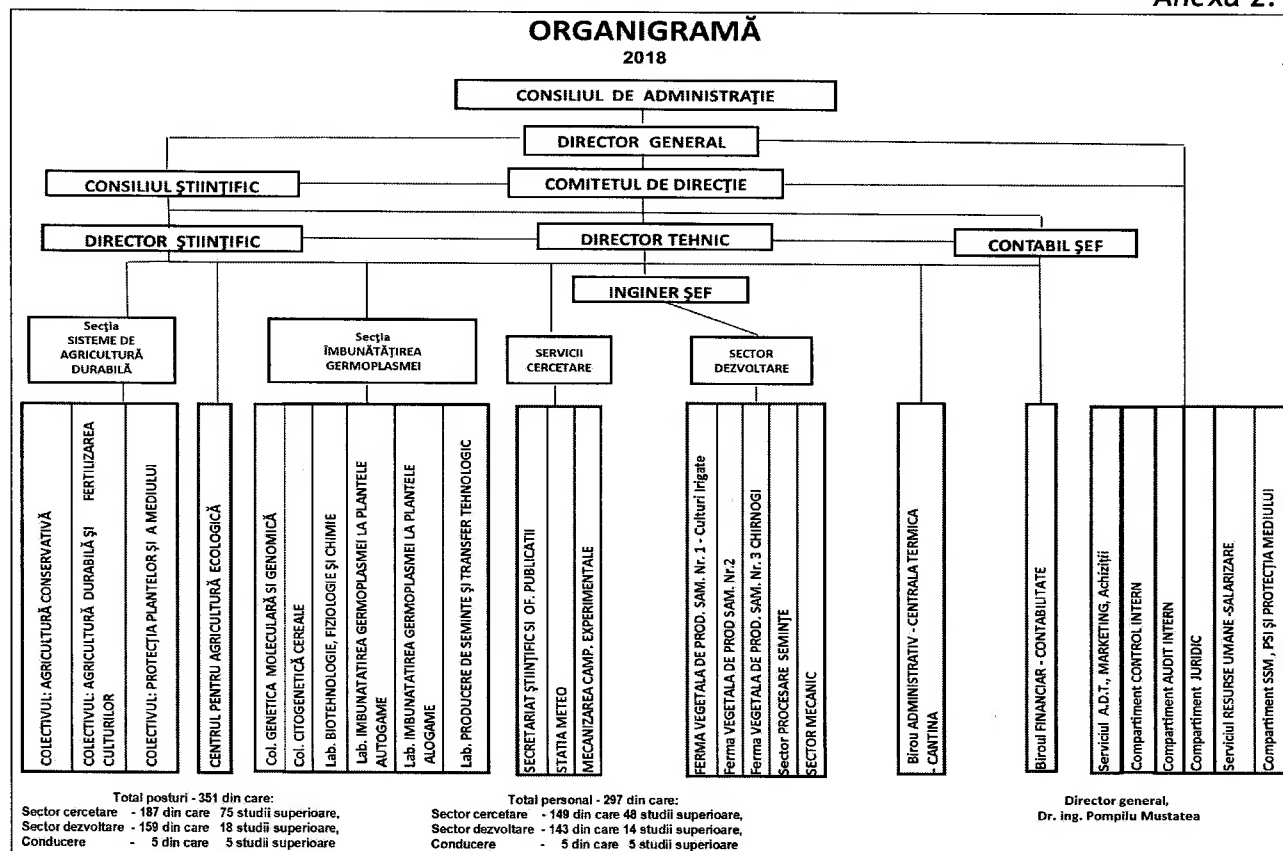 Anexa 2.
ORGANIGRAMĂ
2018
CONSILIUL DE ADMINISTRAŢIE
DIRECTOR GENERAL
CONSILIUL ŞTIINŢIFIC
COMITETUL DE DIRECŢIE
DIRECTOR ŞTIINŢIFIC
DIRECTOR TEHNIC
CONTABIL ŞEF
INGINER ŞEF
Secţia
SISTEME DE
AGRICULTURĂ
DURABILĂ
Secţia
ÎMBUNĂTĂŢIREA
GERMOPLASMEI
SERVICII
CERCETARE
SECTOR
DEZVOLTARE
COLECTIVUL: AGRICULTURĂ CONSERVATIVĂ
COLECTIVUL: AGRICULTURĂ DURABILĂ ŞI FERTILIZAREA
CULTURILOR
COLECTIVUL: PROTECŢIA PLANTELOR ŞI A MEDIULUI
CENTRUL PENTRU AGRICULTURĂ ECOLOGICĂ
Col. GENETICA MOLECULARĂ SI GENOMICĂ
Col. CITOGENETICĂ CEREALE
Lab. BIOTEHNOLOGIE, FIZIOLOGIE ŞI CHIMIE
Lab. IMBUNATATIREA GERMOPLASMEI LA PLANTELE
AUTOGAME
Lab. IMBUNATATIREA GERMOPLASMEI LA PLANTELE
ALOGAME
Lab. PRODUCERE DE SEMINTE ŞI TRANSFER TEHNOLOGIC
SECRETARIAT ŞTIINŢIFIC SI OF. PUBLICATII
STATIA METEO
MECANIZAREA CAMP. EXPERIMENTALE
FERMA VEGETALA DE PROD. SAM. Nr. 1 - Culturi Irigate
Ferma VEGETALA DE PROD SAM. Nr.2
Ferma VEGETALA DE PROD. SAM. Nr. 3 CHIRNOGI
Sector PROCESARE SEMINŢE
SECTOR MECANIC
Birou ADMINISTRATIV - CENTRALA TERMICA
- CANTINA
Biroul FINANCIAR - CONTABILITATE
Serviciul A.D.T., MARKETING, Achiziţii
Compartiment CONTROL INTERN
Compartiment AUDIT INTERN
Compartiment JURIDIC
Serviciul RESURSE UMANE -SALARIZARE
Compartiment SSM , PSI ŞI PROTECŢIA MEDIULUI
Total posturi - 351 din care:
Sector cercetare - 187 din care 75 studii superioare,
Sector dezvoltare - 159 din care 18 studii superioare,
Conducere - 5 din care 5 studii superioare
Total personal - 297 din care:
Sector cercetare - 149 din care 48 studii superioare,
Sector dezvoltare - 143 din care 14 studii superioare,
Conducere - 5 din care 5 studii superioare
Director general,
Dr. ing. Pompilu Mustatea